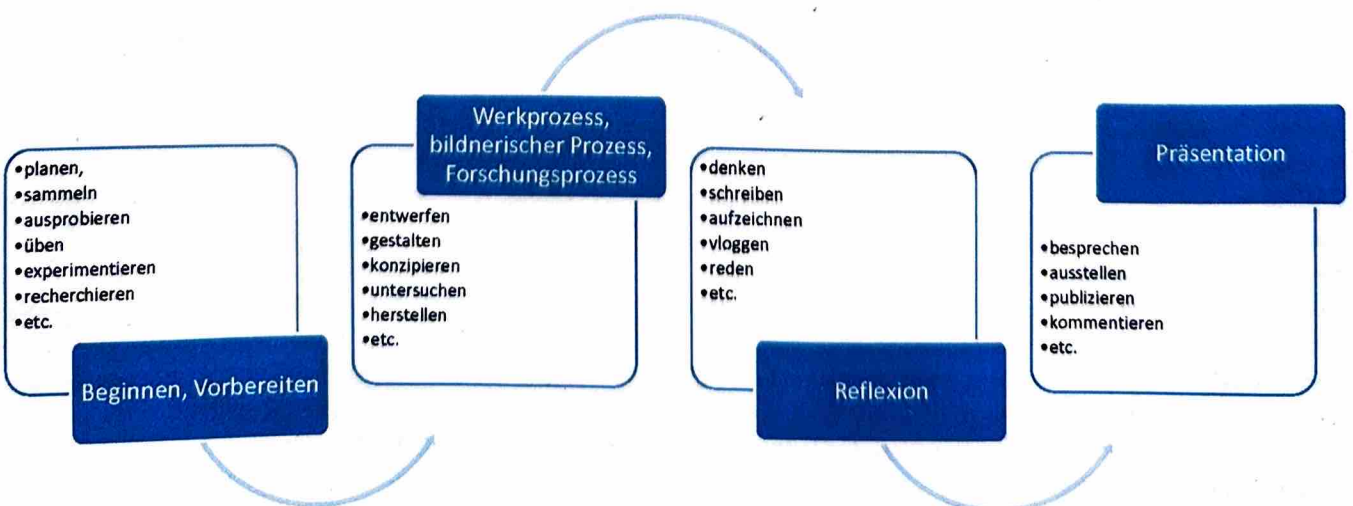 •planen,
•sammeln
•ausprobieren
•üben
•experimentieren
•recherchieren
•etc.
Beginnen, Vorbereiten
Werkprozess,
bildnerischer Prozess,
Forschungsprozess
•entwerfen
•gestalten
•konzipieren
•untersuchen
•herstellen
•etc.
•denken
•schreiben
•aufzeichnen
•vloggen
•reden
•etc.
Reflexion
Präsentation
•besprechen
•ausstellen
•publizieren
•kommentieren
•etc.